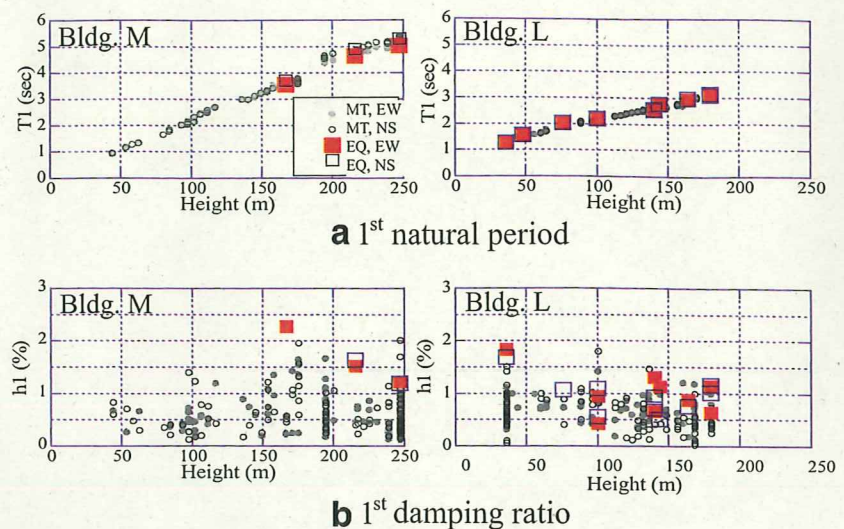 Bldg. M
6
5
4
3
2
1
0
T1 (sec)
0 50 100 150 200 250
Height (m)
MT, EW
MT, NS
EQ, EW
EQ, NS
Bldg. L
6
5
4
3
2
1
0
T1 (sec)
0 50 100 150 200 250
Height (m)
a 1st natural period
Bldg. M
3
2
1
0
h1 (%)
0 50 100 150 200 250
Height (m)
Bldg. L
3
2
1
0
h1 (%)
0 50 100 150 200 250
Height (m)
b 1st damping ratio